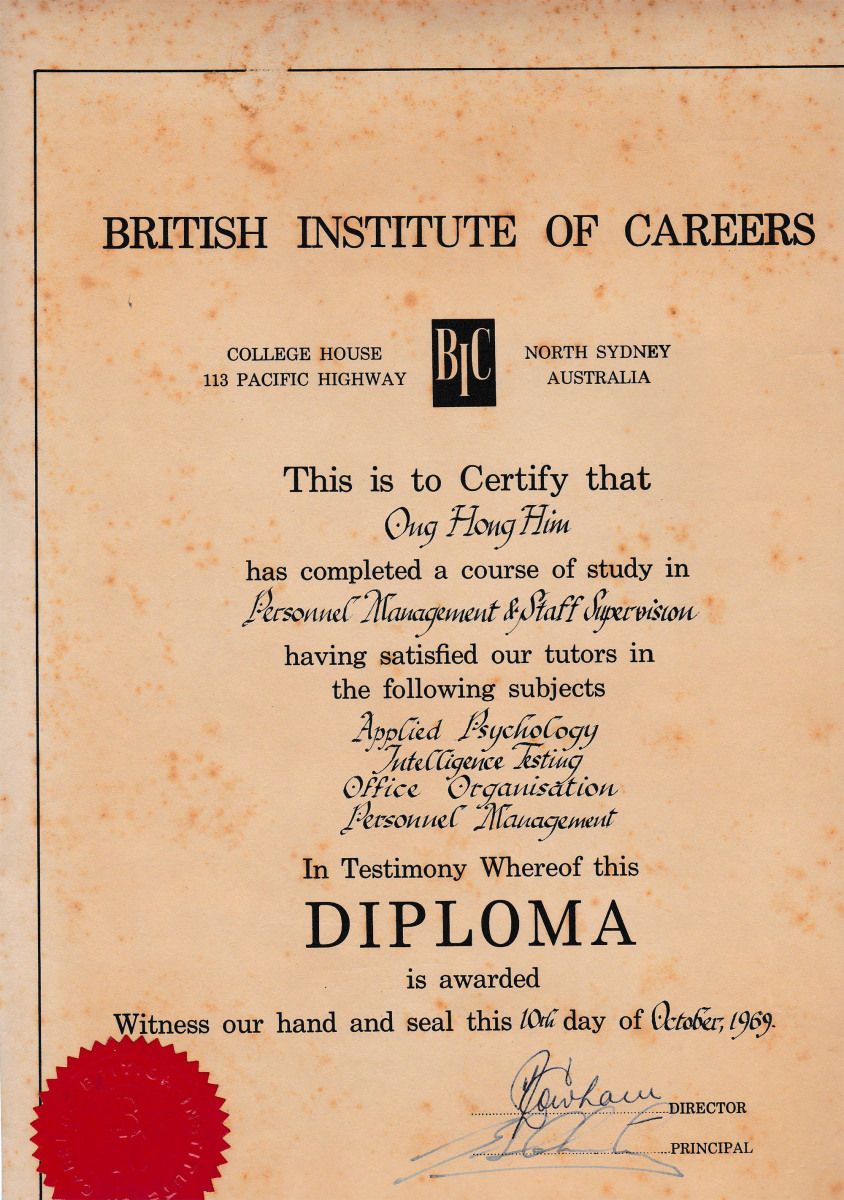 BRITISH INSTITUTE OF CAREERS
COLLEGE HOUSE
113 PACIFIC HIGHWAY
BIC
NORTH SYDNEY
AUSTRALIA
This is to Certify that
Ong Hong Him
has completed a course of study in
Personnel Management & Staff Supervision
having satisfied our tutors in
the following subjects
Applied Psychology
Intelligence Testing
Office Organisation
Personnel Management
In Testimony Whereof this
DIPLOMA
is awarded
Witness our hand and seal this 10th day of October, 1969.
DIRECTOR
PRINCIPAL